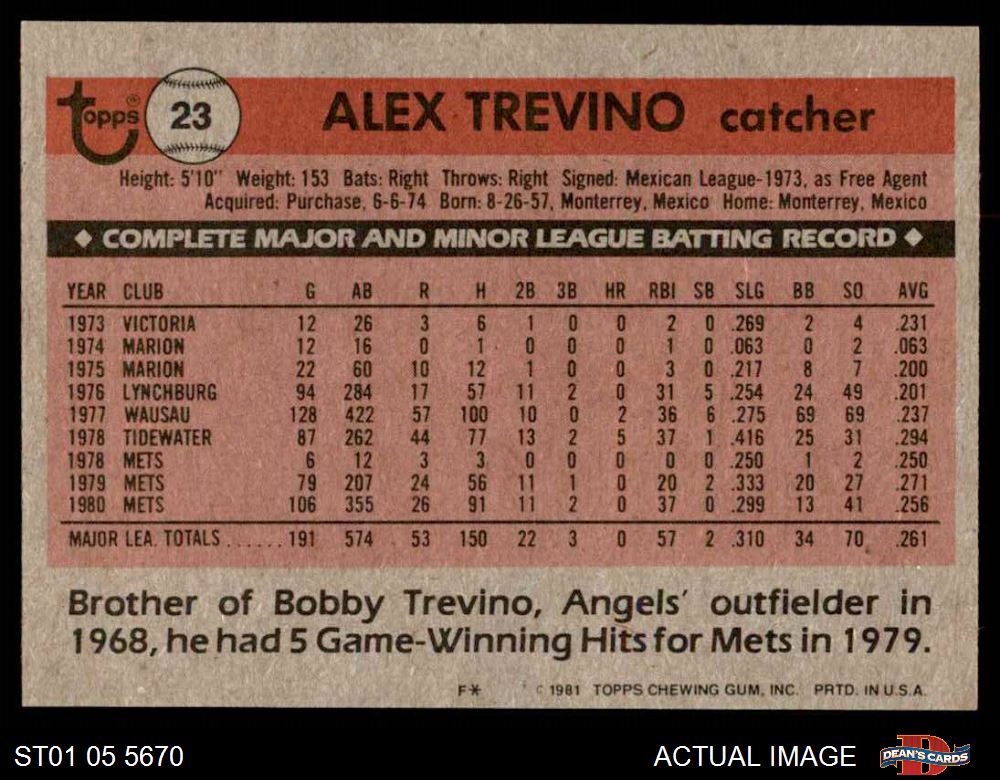 topps® 23 ALEX TREVINO catcher
Height: 5'10" Weight: 153 Bats: Right Throws: Right Signed: Mexican League-1973, as Free Agent
Acquired: Purchase, 6-6-74 Born: 8-26-57, Monterrey, Mexico Home: Monterrey, Mexico
◆ COMPLETE MAJOR AND MINOR LEAGUE BATTING RECORD ◆
YEAR CLUB G AB R H 2B 3B HR RBI SB SLG BB SO AVG
1973 VICTORIA 12 26 3 6 1 0 0 2 0 .269 2 4 .231
1974 MARION 12 16 0 1 0 0 0 1 0 .063 0 2 .063
1975 MARION 22 60 10 12 1 0 0 3 0 .217 8 7 .200
1976 LYNCHBURG 94 284 17 57 11 2 0 31 5 .254 24 49 .201
1977 WAUSAU 128 422 57 100 10 0 2 36 6 .275 69 69 .237
1978 TIDEWATER 87 262 44 77 13 2 5 37 1 .416 25 31 .294
1978 METS 6 12 3 3 0 0 0 0 0 .250 1 2 .250
1979 METS 79 207 24 56 11 1 0 20 2 .333 20 27 .271
1980 METS 106 355 26 91 11 2 0 37 0 .299 13 41 .256
MAJOR LEA. TOTALS.......191 574 53 150 22 3 0 57 2 .310 34 70 .261
Brother of Bobby Trevino, Angels' outfielder in
1968, he had 5 Game-Winning Hits for Mets in 1979.
F* © 1981 TOPPS CHEWING GUM, INC. PRTD. IN U.S.A.
ST01 05 5670 ACTUAL IMAGE DEAN'S CARDS